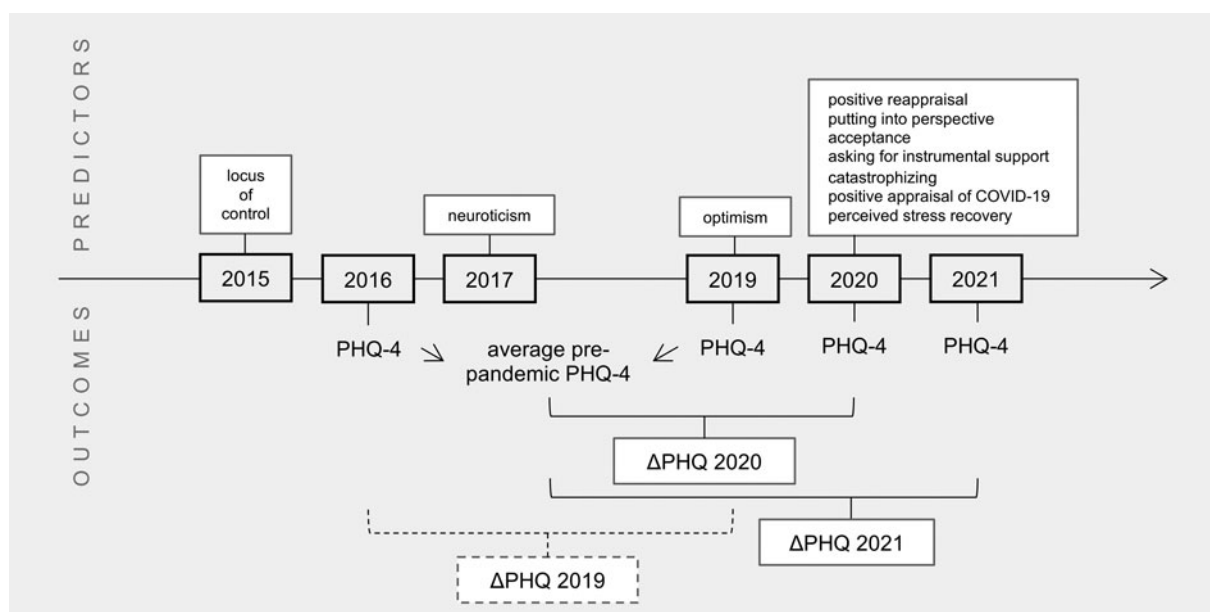 PREDICTORS
positive reappraisal
putting into perspective
acceptance
asking for instrumental support
catastrophizing
positive appraisal of COVID-19
perceived stress recovery
locus
of
control
neuroticism
optimism
2015
2016
2017
2019
2020
2021
OUTCOMES
PHQ-4
average pre-
pandemic PHQ-4
PHQ-4
PHQ-4
PHQ-4
ΔPHQ 2020
ΔPHQ 2021
ΔPHQ 2019